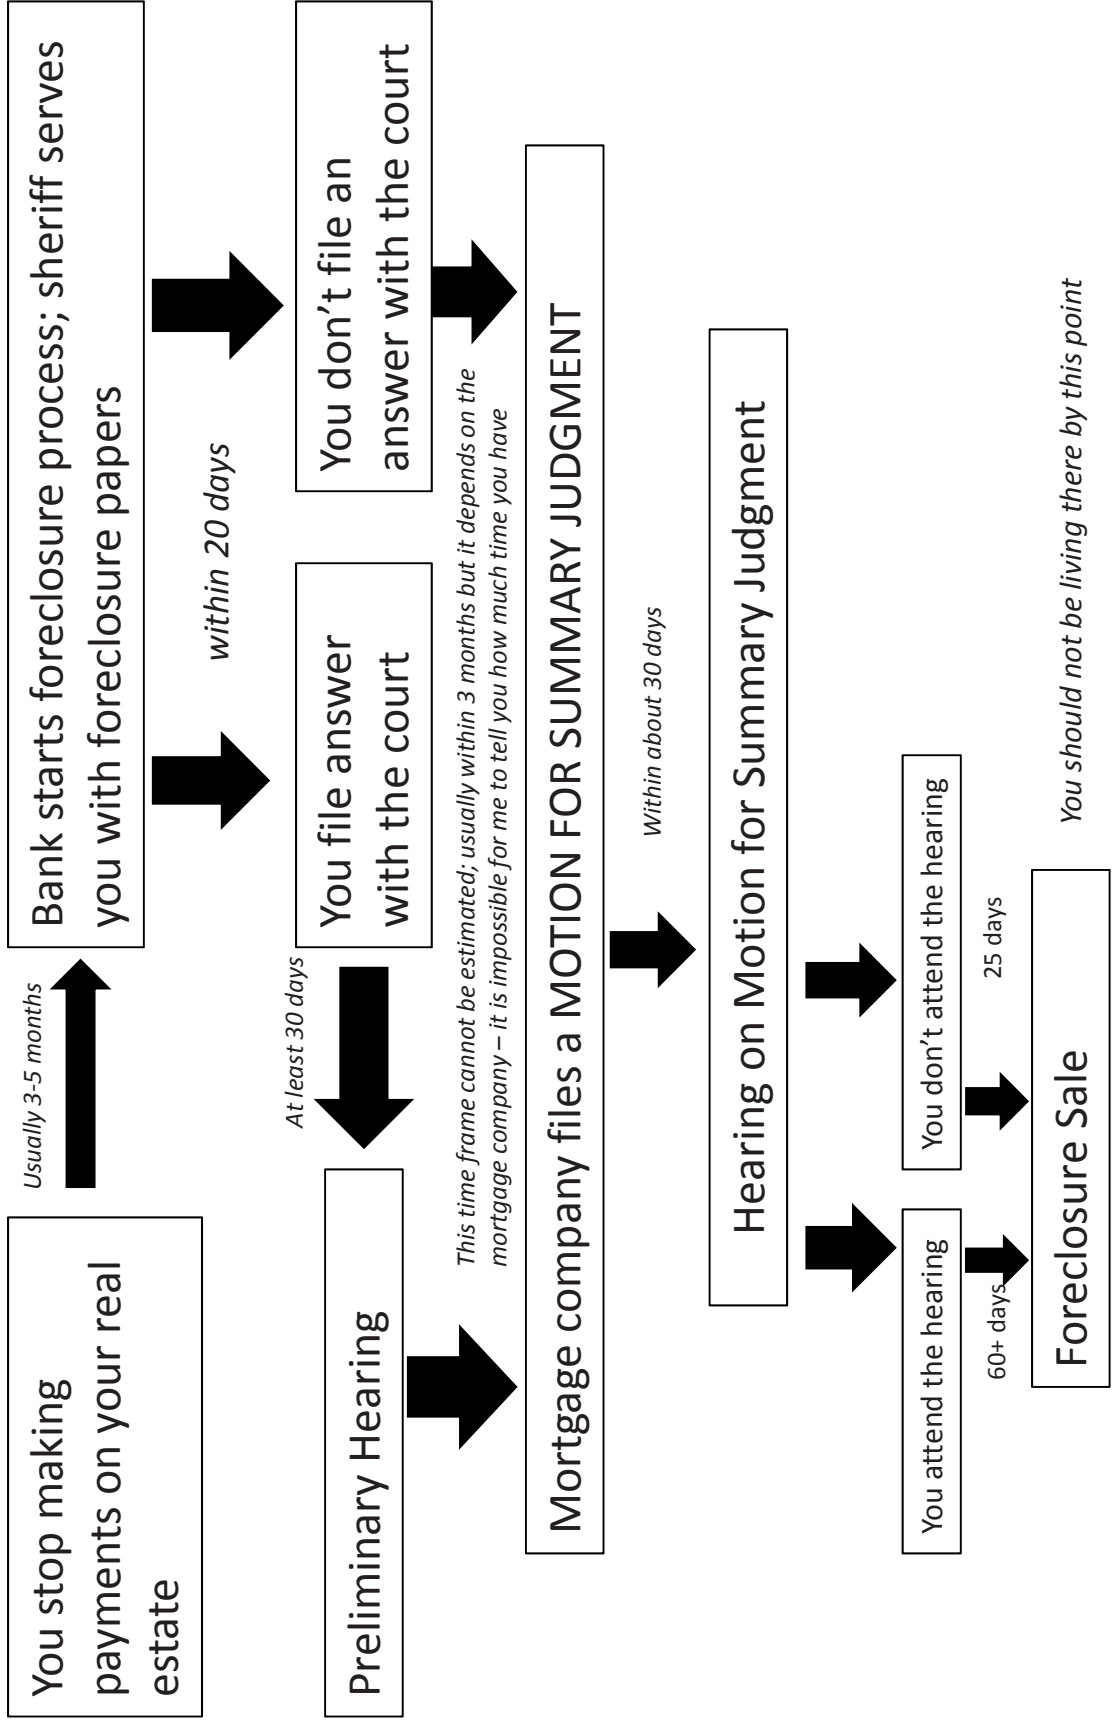 You stop making
payments on your real
estate
Usually 3-5 months
Bank starts foreclosure process; sheriff serves
you with foreclosure papers
within 20 days
You file answer
with the court
You don’t file an
answer with the court
At least 30 days
Preliminary Hearing
This time frame cannot be estimated; usually within 3 months but it depends on the
mortgage company – it is impossible for me to tell you how much time you have
Mortgage company files a MOTION FOR SUMMARY JUDGMENT
Within about 30 days
Hearing on Motion for Summary Judgment
You attend the hearing
You don’t attend the hearing
60+ days
25 days
Foreclosure Sale
You should not be living there by this point